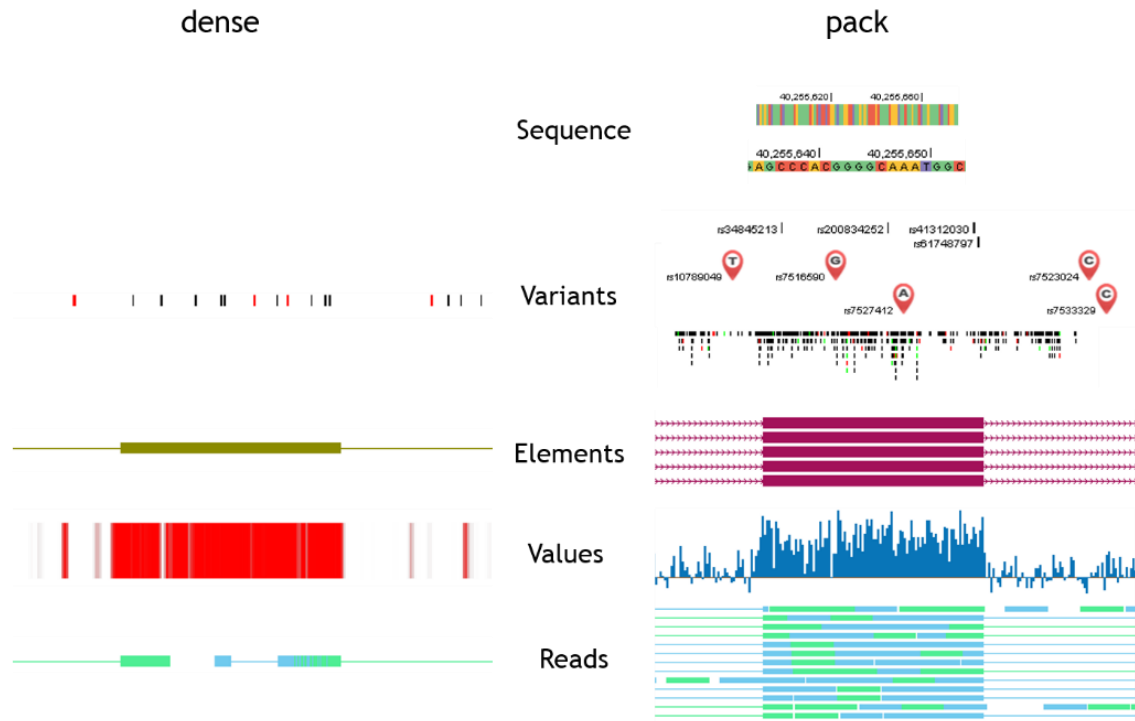 dense
pack
40,255,620| 40,255,660|
Sequence
40,255,640| 40,255,650|
AGCCCACGGGGCAAATGGC
rs34845213 rs200834252 rs41312030
rs61748797
T G C
rs10789049 rs7516590 rs7523024
Variants
A C
rs7527412 rs7533329
Elements
Values
Reads